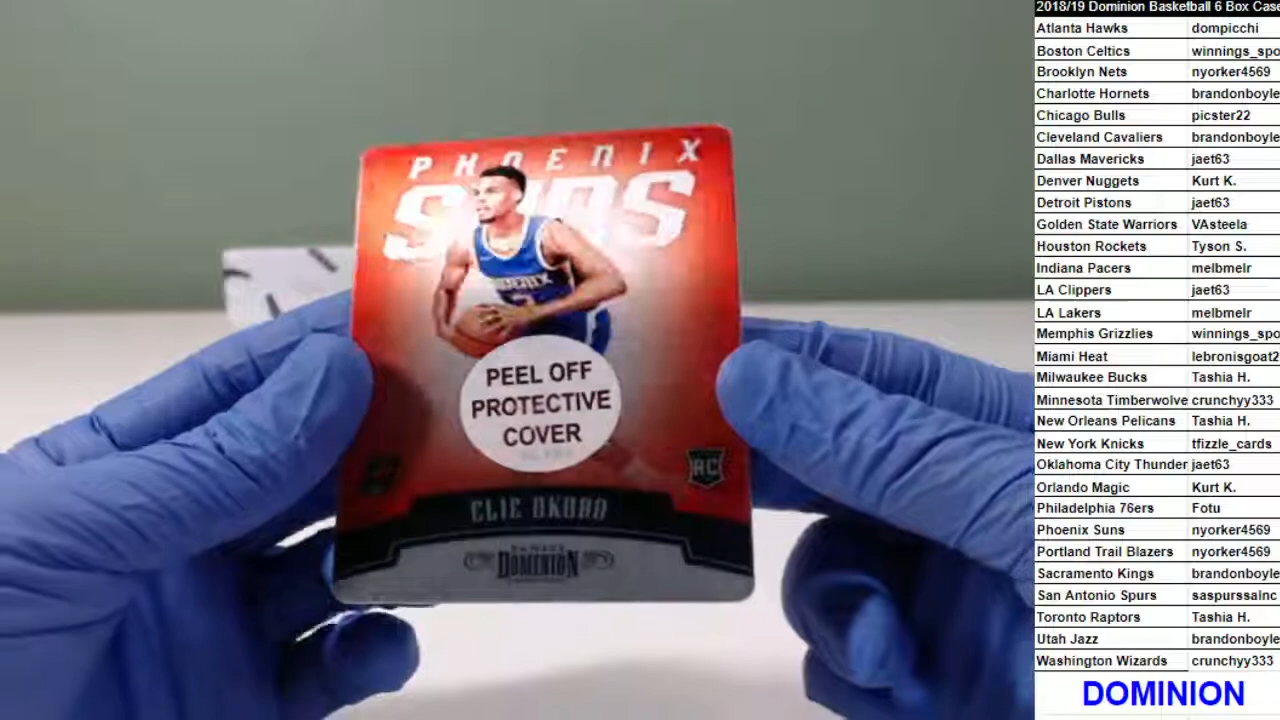 PHOENIX
SUNS
PHOENIX
PEEL OFF
PROTECTIVE
COVER
RC
ELIE OKOBO
DOMINION
2018/19 Dominion Basketball 6 Box Case
Atlanta Hawks dompicchi
Boston Celtics winnings_spo
Brooklyn Nets nyorker4569
Charlotte Hornets brandonboyle
Chicago Bulls picster22
Cleveland Cavaliers brandonboyle
Dallas Mavericks jaet63
Denver Nuggets Kurt K.
Detroit Pistons jaet63
Golden State Warriors VAsteela
Houston Rockets Tyson S.
Indiana Pacers melbmelr
LA Clippers jaet63
LA Lakers melbmelr
Memphis Grizzlies winnings_spo
Miami Heat lebronisgoat2
Milwaukee Bucks Tashia H.
Minnesota Timberwolve crunchyy333
New Orleans Pelicans Tashia H.
New York Knicks tfizzle_cards
Oklahoma City Thunder jaet63
Orlando Magic Kurt K.
Philadelphia 76ers Fotu
Phoenix Suns nyorker4569
Portland Trail Blazers nyorker4569
Sacramento Kings brandonboyle
San Antonio Spurs saspurssainc
Toronto Raptors Tashia H.
Utah Jazz brandonboyle
Washington Wizards crunchyy333
DOMINION